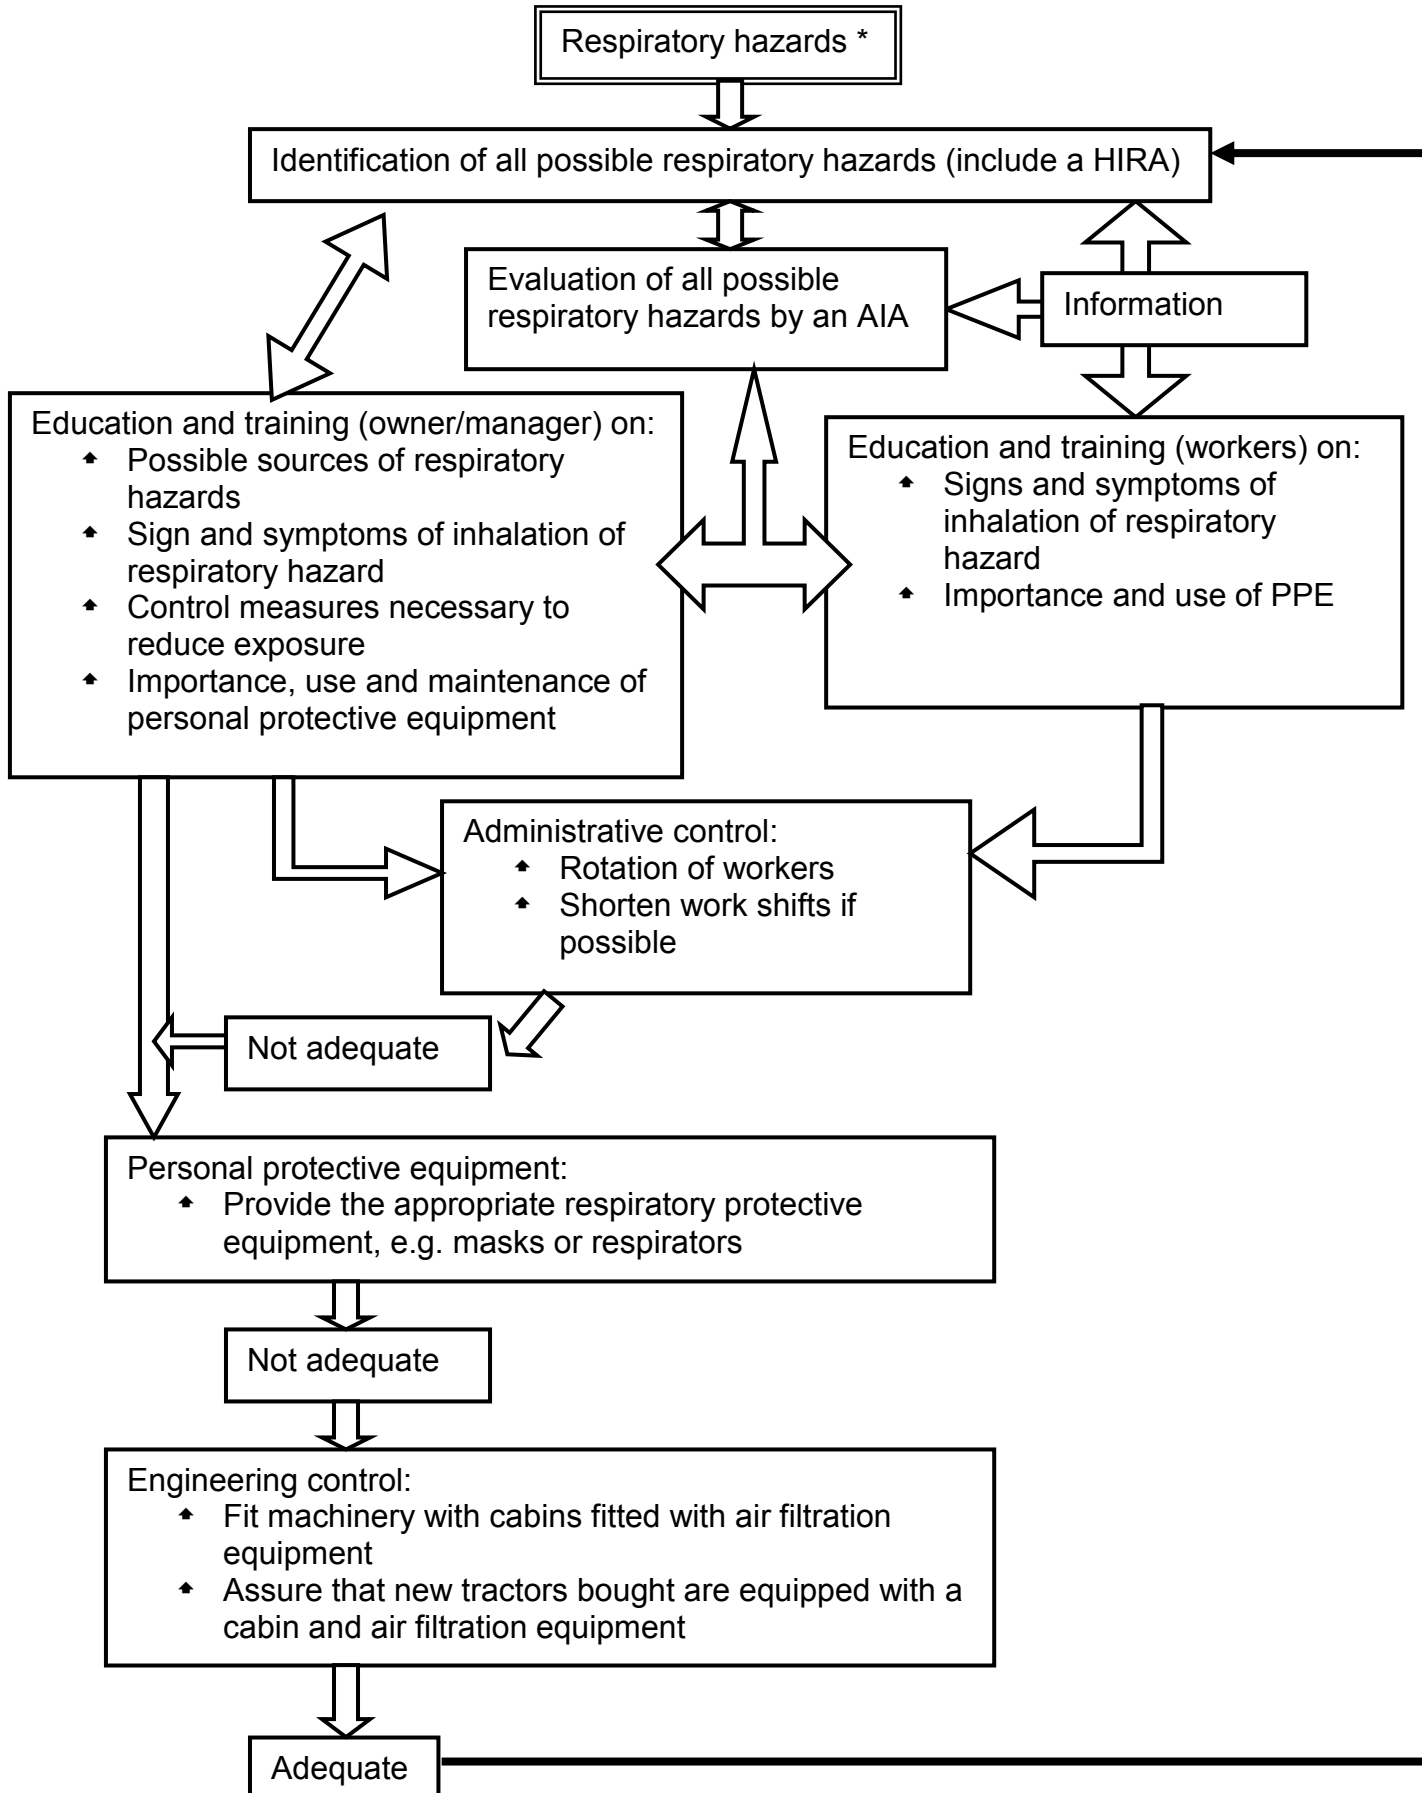 Respiratory hazards *
Identification of all possible respiratory hazards (include a HIRA)
Evaluation of all possible
respiratory hazards by an AIA
Information
Education and training (owner/manager) on:
Possible sources of respiratory
hazards
Sign and symptoms of inhalation of
respiratory hazard
Control measures necessary to
reduce exposure
Importance, use and maintenance of
personal protective equipment
Education and training (workers) on:
Signs and symptoms of
inhalation of respiratory
hazard
Importance and use of PPE
Administrative control:
Rotation of workers
Shorten work shifts if
possible
Not adequate
Personal protective equipment:
Provide the appropriate respiratory protective
equipment, e.g. masks or respirators
Not adequate
Engineering control:
Fit machinery with cabins fitted with air filtration
equipment
Assure that new tractors bought are equipped with a
cabin and air filtration equipment
Adequate